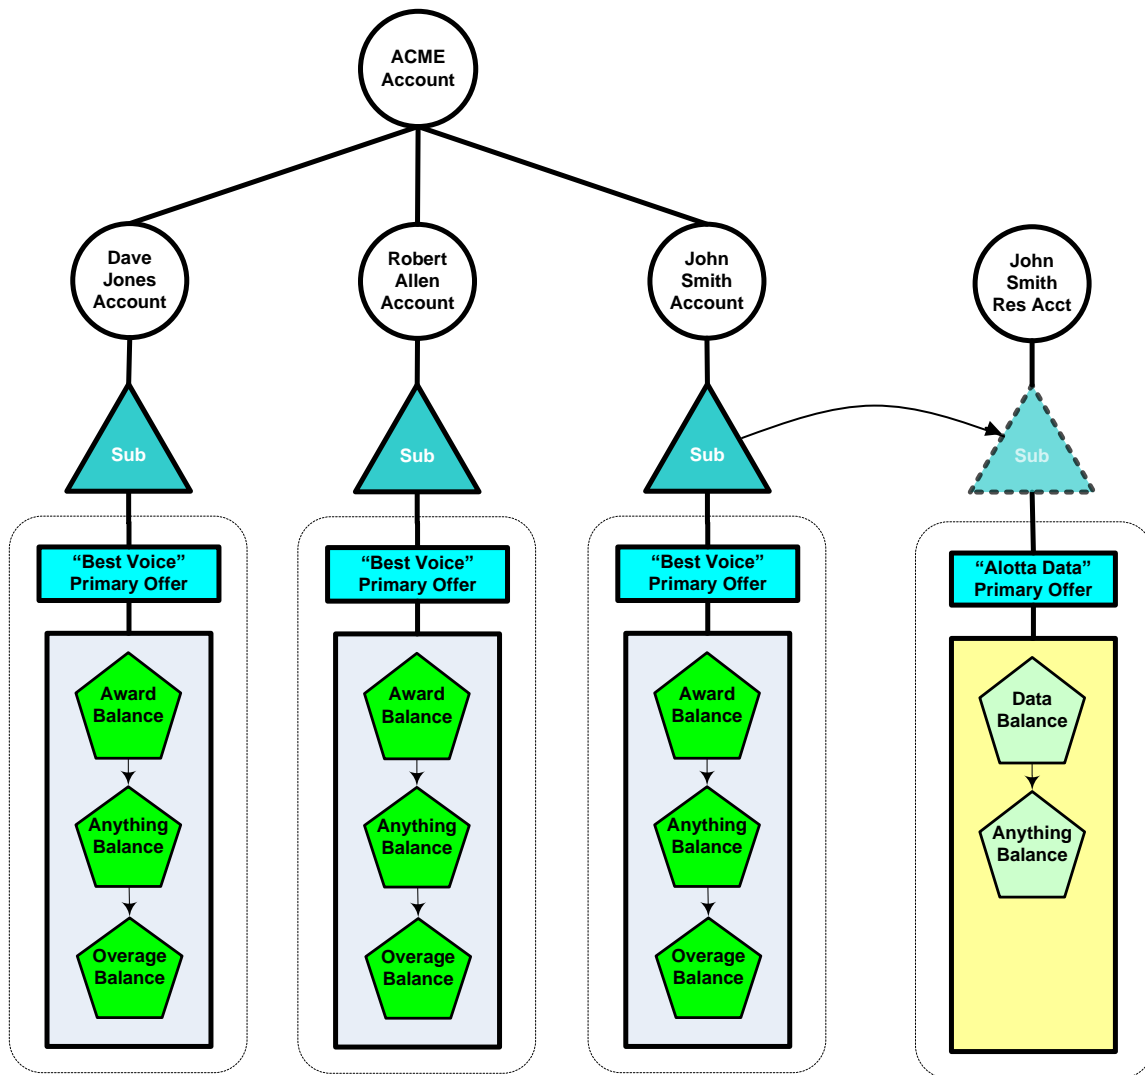 ACME
Account
Dave
Jones
Account
Robert
Allen
Account
John
Smith
Account
John
Smith
Res Acct
Sub
Sub
Sub
Sub
“Best Voice”
Primary Offer
“Best Voice”
Primary Offer
“Best Voice”
Primary Offer
“Alotta Data”
Primary Offer
Award
Balance
Award
Balance
Award
Balance
Data
Balance
Anything
Balance
Anything
Balance
Anything
Balance
Anything
Balance
Overage
Balance
Overage
Balance
Overage
Balance